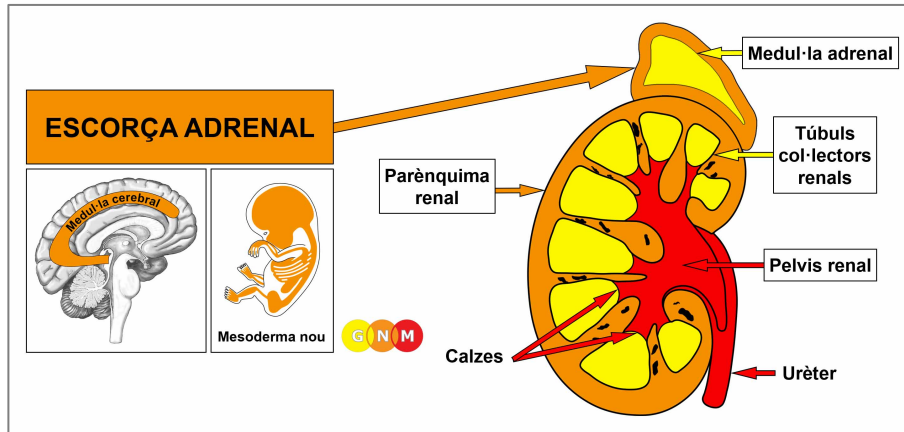 Medul·la adrenal
ESCORÇA ADRENAL
Túbuls
col·lectors
renals
Parènquima
renal
Medul·la cerebral
Pelvis renal
Mesoderma nou
GNM
Calzes
Urèter